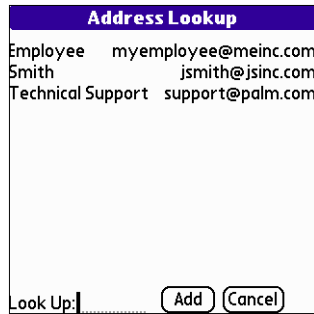 Address Lookup
Employee myemployee@meinc.com
Smith jsmith@jsinc.com
Technical Support support@palm.com
Look Up: Add Cancel